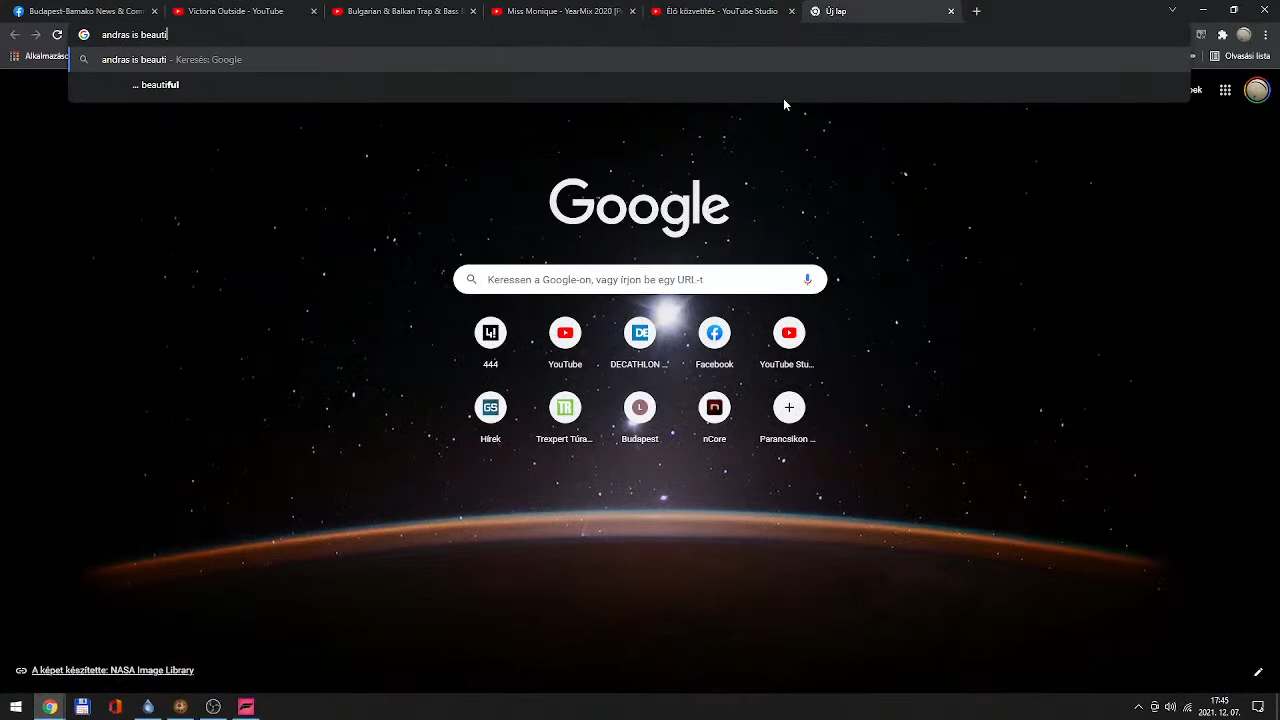 Budapest-Bamako News & Com
Victoria Outside - YouTube
Bulgarian & Balkan Trap & Bass
Miss Monique - YearMix 2020 [
Élő közvetítés - YouTube Studio
Új lap
andras is beauti
Alkalmazáso
»
Olvasási lista
andras is beauti - Keresés: Google
... beautiful
ek
Google
Keressen a Google-on, vagy írjon be egy URL-t
444
YouTube
DECATHLON ...
Facebook
YouTube Stu...
GS
TR
L
Hírek
Trexpert Túra...
Budapest
nCore
Parancsikon ...
A képet készítette: NASA Image Library
17:45
2021. 12. 07.